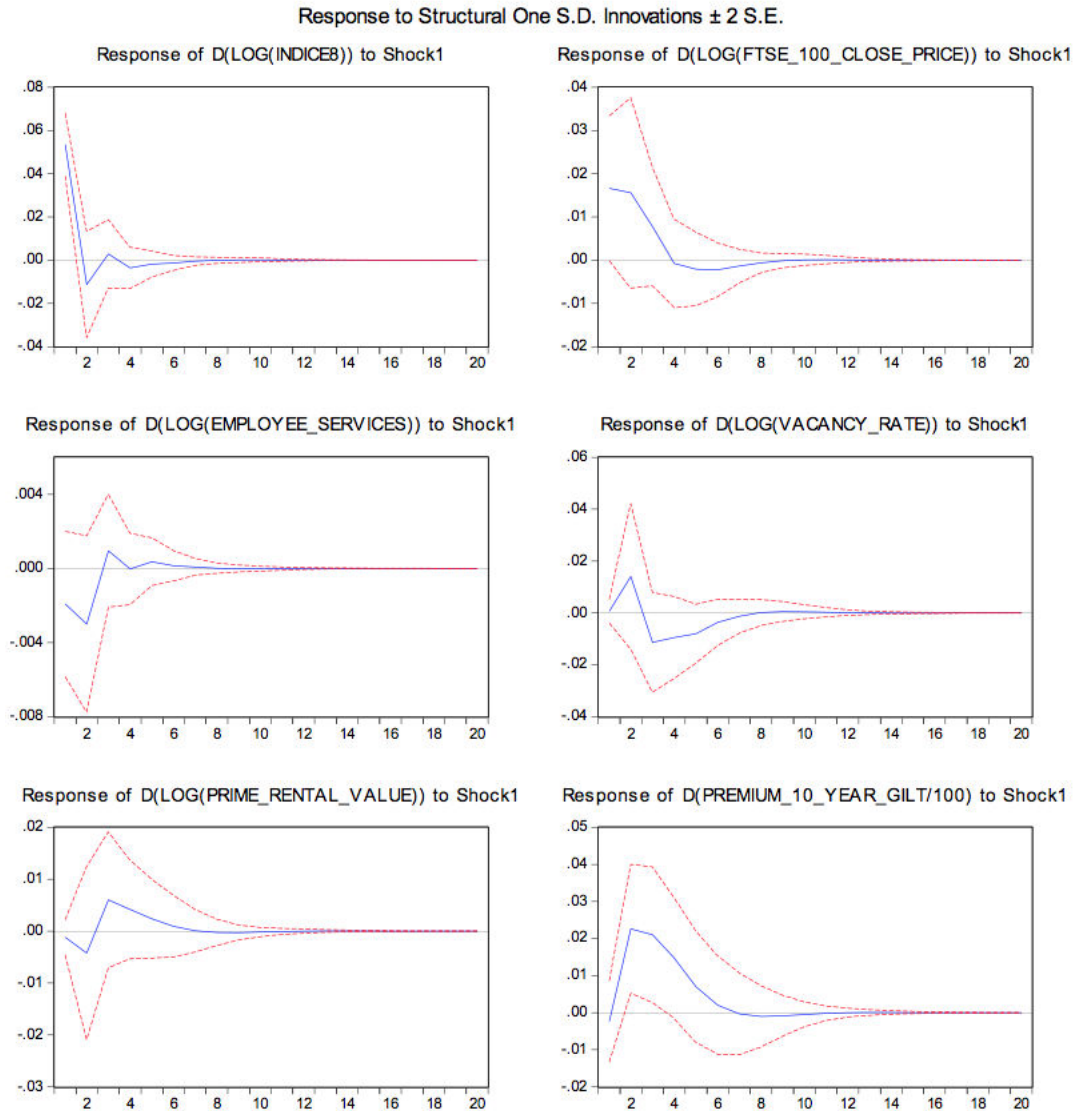 Response to Structural One S.D. Innovations ± 2 S.E.
Response of D(LOG(INDICE8)) to Shock1
.08
.06
.04
.02
.00
-.02
-.04
2 4 6 8 10 12 14 16 18 20
Response of D(LOG(FTSE_100_CLOSE_PRICE)) to Shock1
.04
.03
.02
.01
.00
-.01
-.02
2 4 6 8 10 12 14 16 18 20
Response of D(LOG(EMPLOYEE_SERVICES)) to Shock1
.004
.000
-.004
-.008
2 4 6 8 10 12 14 16 18 20
Response of D(LOG(VACANCY_RATE)) to Shock1
.06
.04
.02
.00
-.02
-.04
2 4 6 8 10 12 14 16 18 20
Response of D(LOG(PRIME_RENTAL_VALUE)) to Shock1
.02
.01
.00
-.01
-.02
-.03
2 4 6 8 10 12 14 16 18 20
Response of D(PREMIUM_10_YEAR_GILT/100) to Shock1
.05
.04
.03
.02
.01
.00
-.01
-.02
2 4 6 8 10 12 14 16 18 20